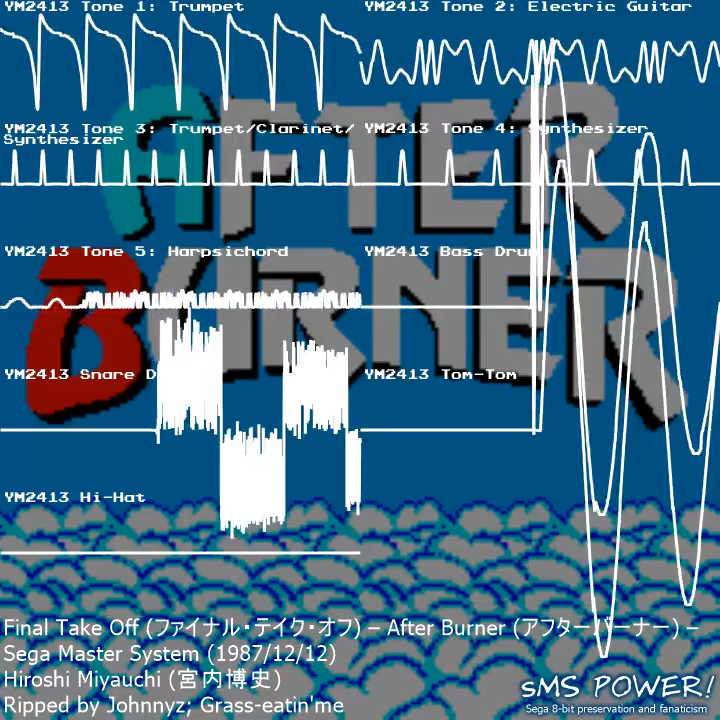 YM2413 Tone 1: Trumpet
YM2413 Tone 2: Electric Guitar
YM2413 Tone 3: Trumpet/Clarinet/
Synthesizer
YM2413 Tone 4: Synthesizer
AFTER
YM2413 Tone 5: Harpsichord
YM2413 Bass Drum
BURNER
YM2413 Snare D
YM2413 Tom-Tom
YM2413 Hi-Hat
Final Take Off (ファイナル・テイク・オフ) – After Burner (アフターバーナー) –
Sega Master System (1987/12/12)
Hiroshi Miyauchi (宮内博史)
Ripped by Johnnyz; Grass-eatin'me
SMS POWER!
Sega 8-bit preservation and fanaticism